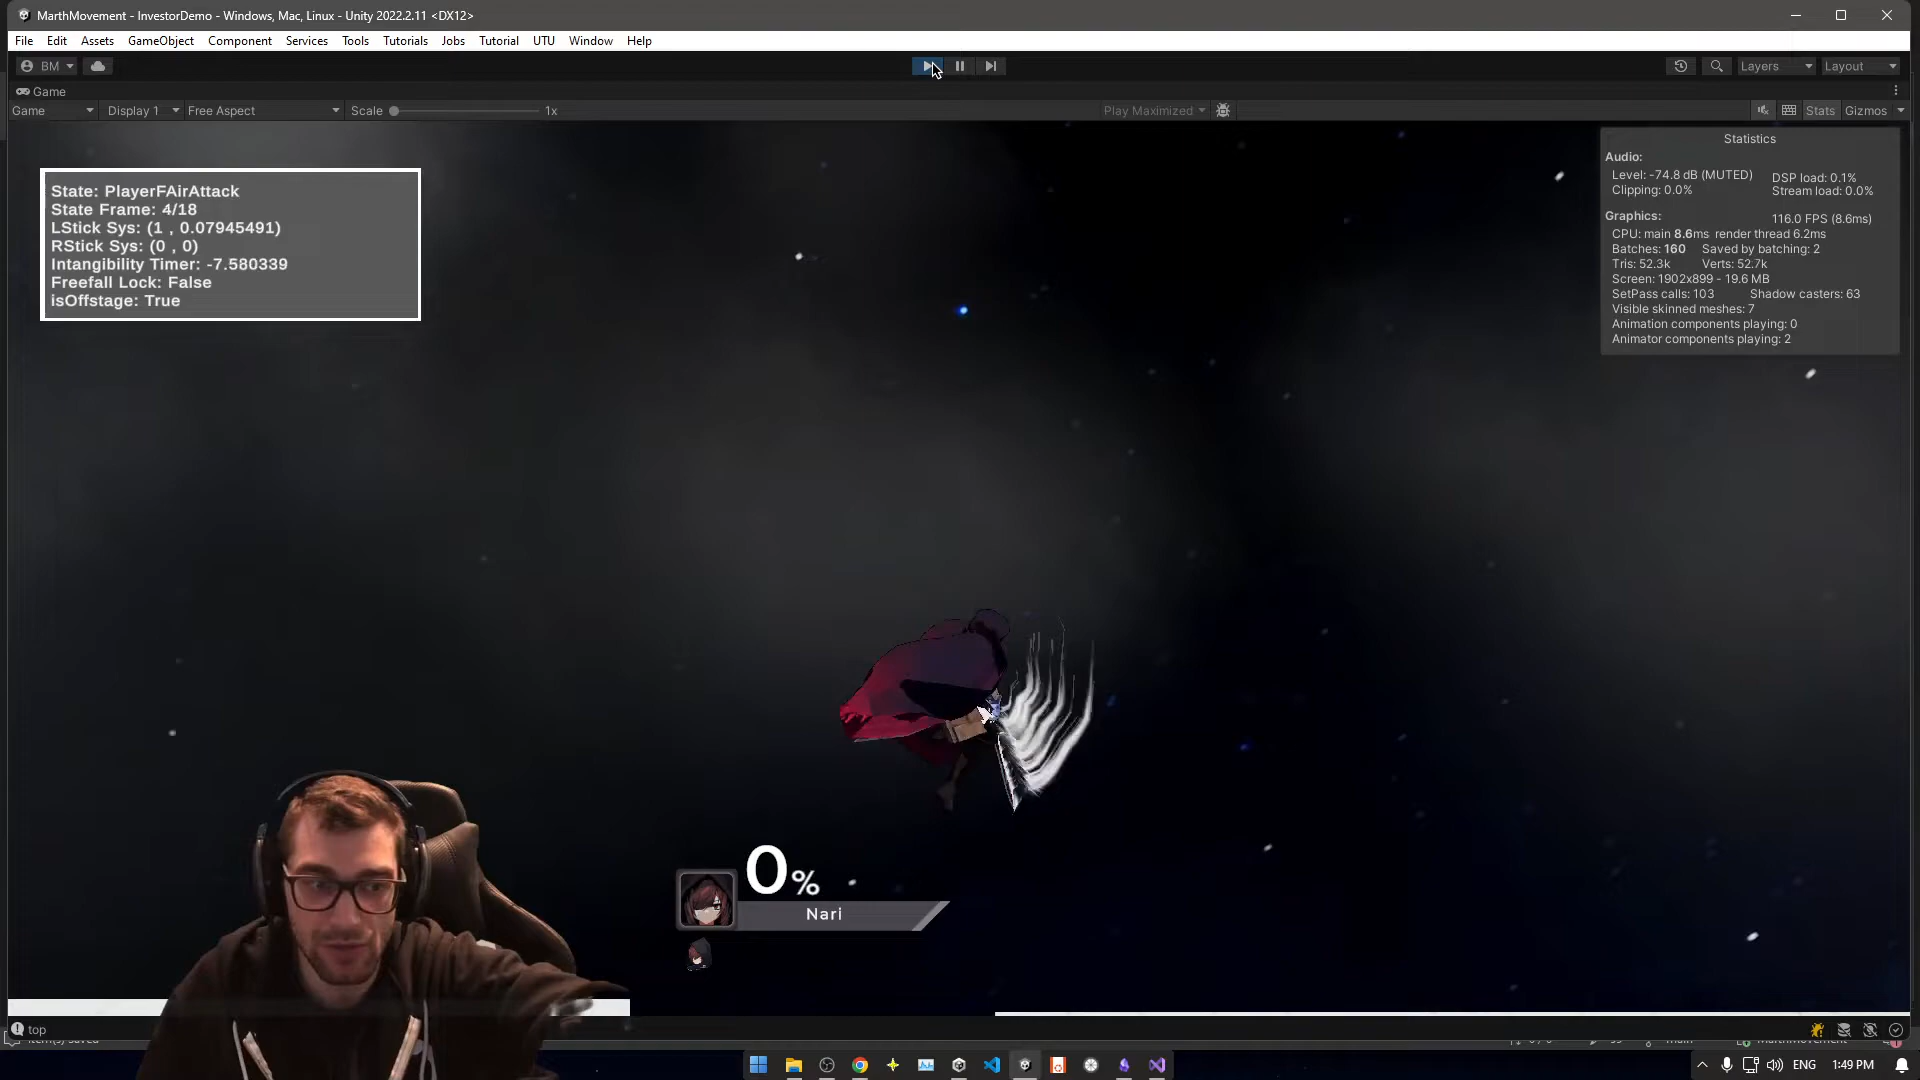 MarthMovement - InvestorDemo - Windows, Mac, Linux - Unity 2022.2.11 <DX12>
File Edit Assets GameObject Component Services Tools Tutorials Jobs Tutorial UTU Window Help
BM
Layers
Layout
Game
Game Display 1 Free Aspect Scale 1x Play Maximized Stats Gizmos
State: PlayerFAirAttack
State Frame: 4/18
LStick Sys: (1 , 0.07945491)
RStick Sys: (0 , 0)
Intangibility Timer: -7.580339
Freefall Lock: False
isOffstage: True
Statistics
Audio:
Level: -74.8 dB (MUTED) DSP load: 0.1%
Clipping: 0.0% Stream load: 0.0%
Graphics: 116.0 FPS (8.6ms)
CPU: main 8.6ms render thread 6.2ms
Batches: 160 Saved by batching: 2
Tris: 52.3k Verts: 52.7k
Screen: 1902x899 - 19.6 MB
SetPass calls: 103 Shadow casters: 63
Visible skinned meshes: 7
Animation components playing: 0
Animator components playing: 2
0%
Nari
top
ENG 1:49 PM